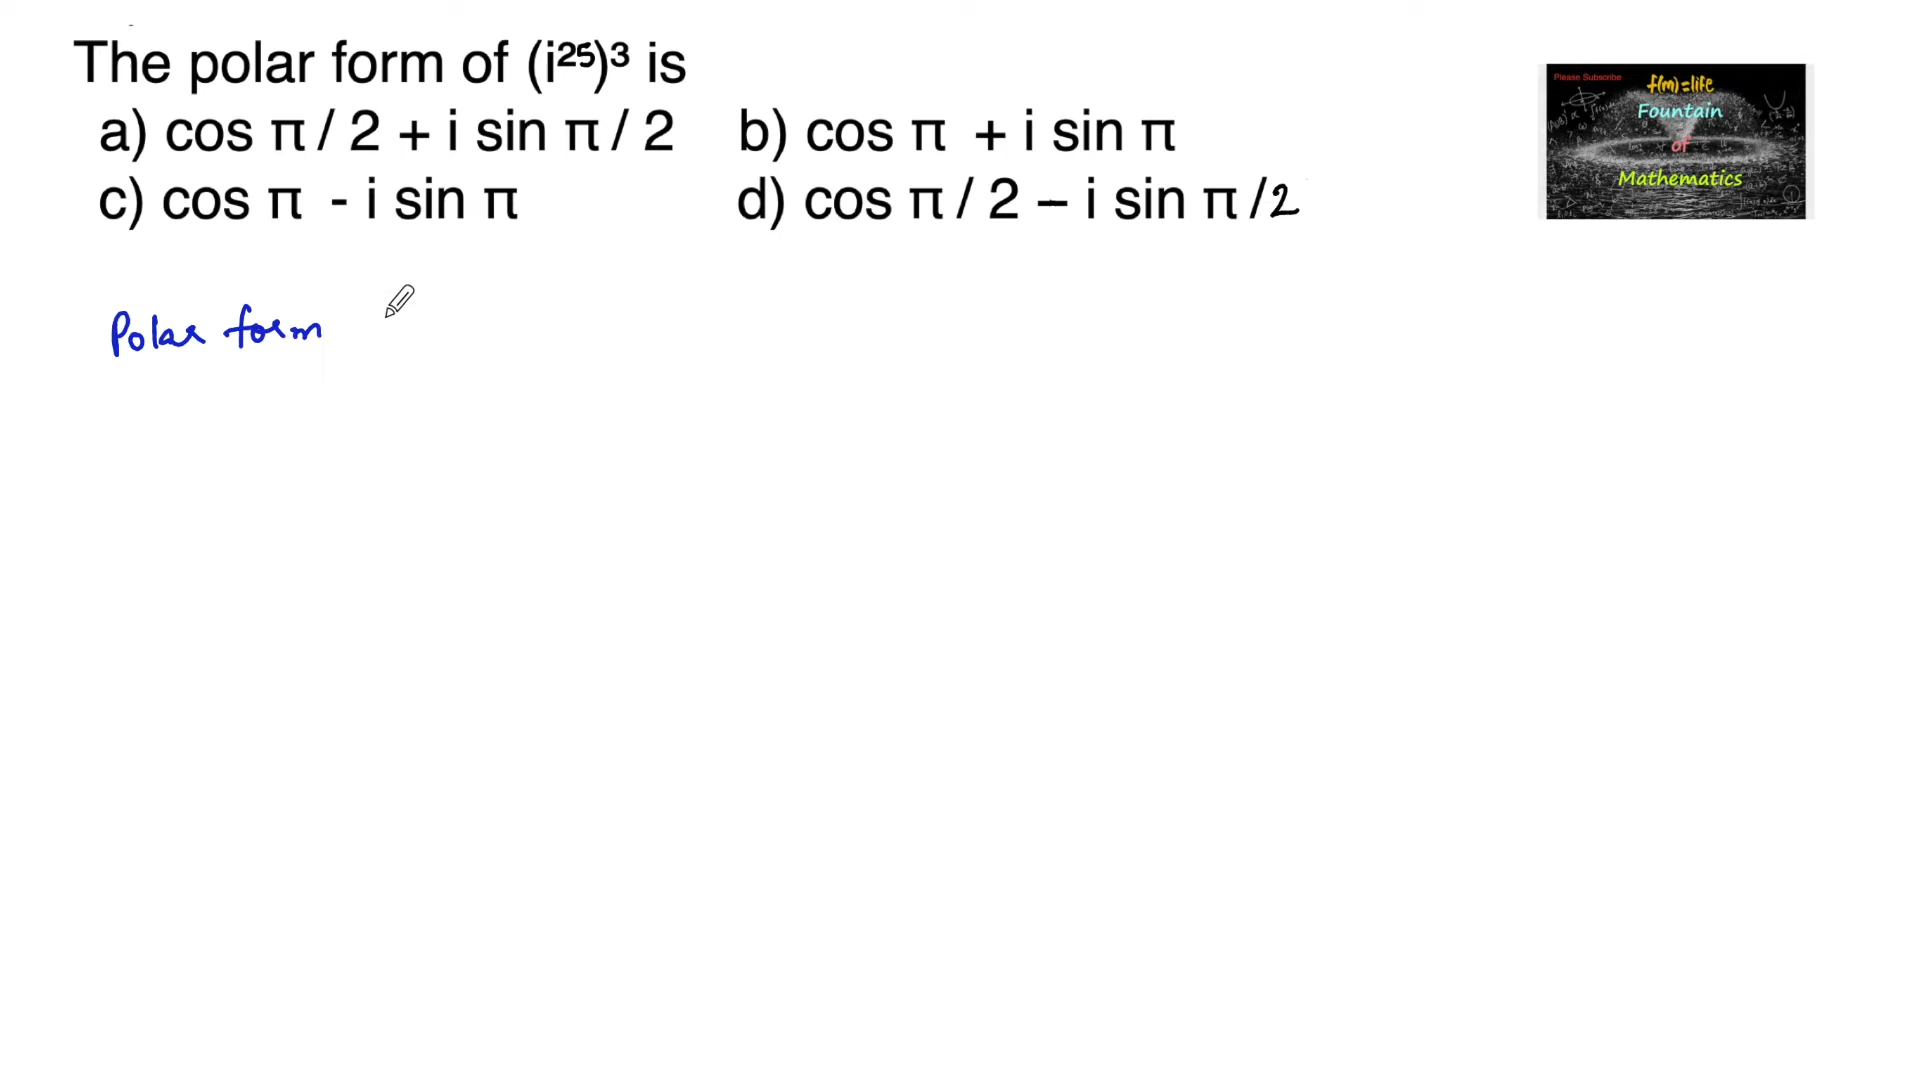 The polar form of (i²⁵)³ is
a) cos π / 2 + i sin π / 2 b) cos π + i sin π
c) cos π - i sin π d) cos π / 2 – i sin π /2
Polar form
Please Subscribe
f(m)=life
Fountain
of
Mathematics